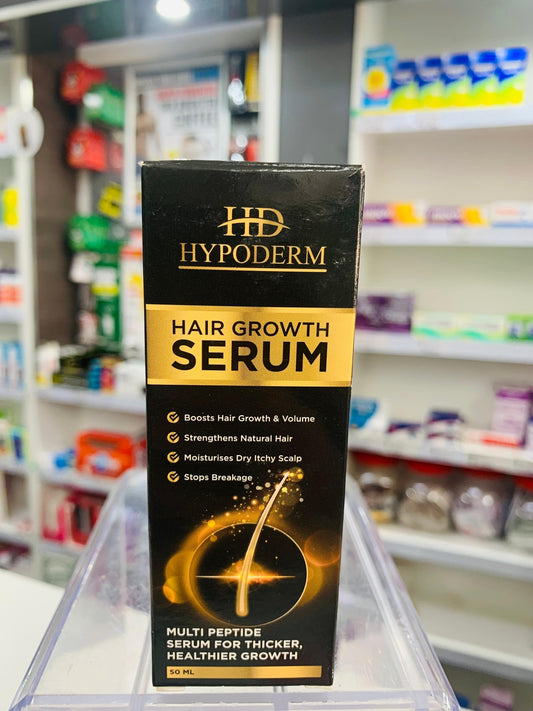 HD
HYPODERM
HAIR GROWTH
SERUM
Boosts Hair Growth & Volume
Strengthens Natural Hair
Moisturises Dry Itchy Scalp
Stops Breakage
MULTI PEPTIDE
SERUM FOR THICKER,
HEALTHIER GROWTH
50 ML